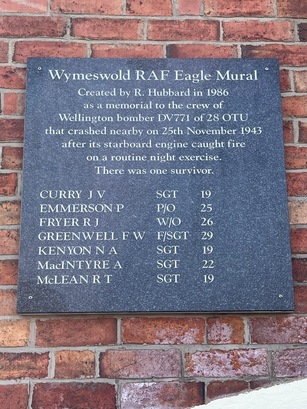 Wymeswold RAF Eagle Mural
Created by R. Hubbard in 1986
as a memorial to the crew of
Wellington bomber DV771 of 28 OTU
that crashed nearby on 25th November 1943
after its starboard engine caught fire
on a routine night exercise.
There was one survivor.
CURRY J V SGT 19
EMMERSON P P/O 25
FRYER R J W/O 26
GREENWELL F W F/SGT 29
KENYON N A SGT 19
MacINTYRE A SGT 22
McLEAN R T SGT 19